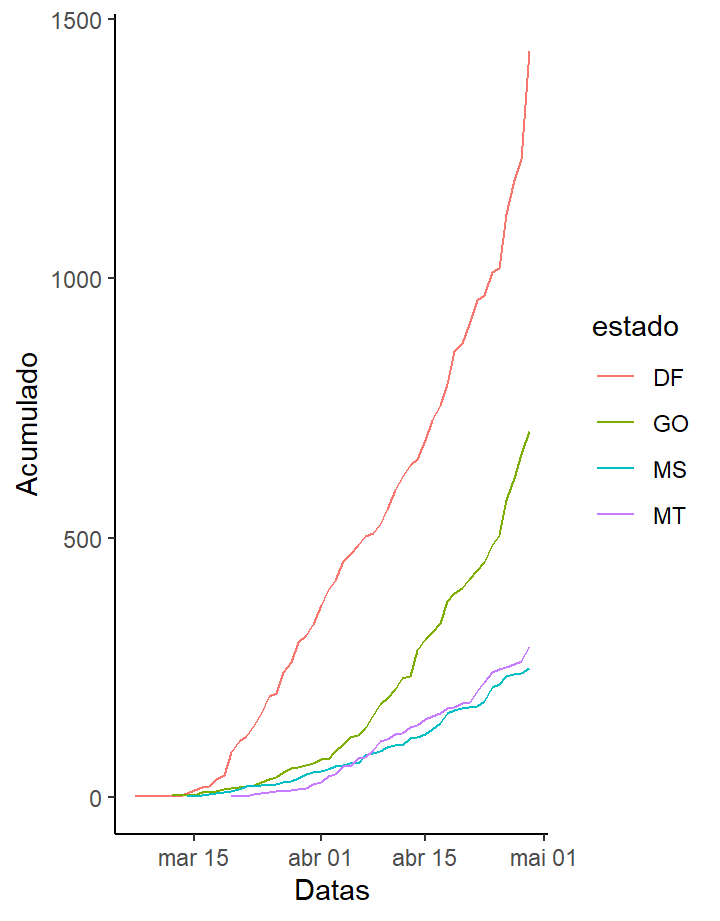 1500
1000
500
0
Acumulado
mar 15
abr 01
abr 15
mai 01
Datas
estado
DF
GO
MS
MT